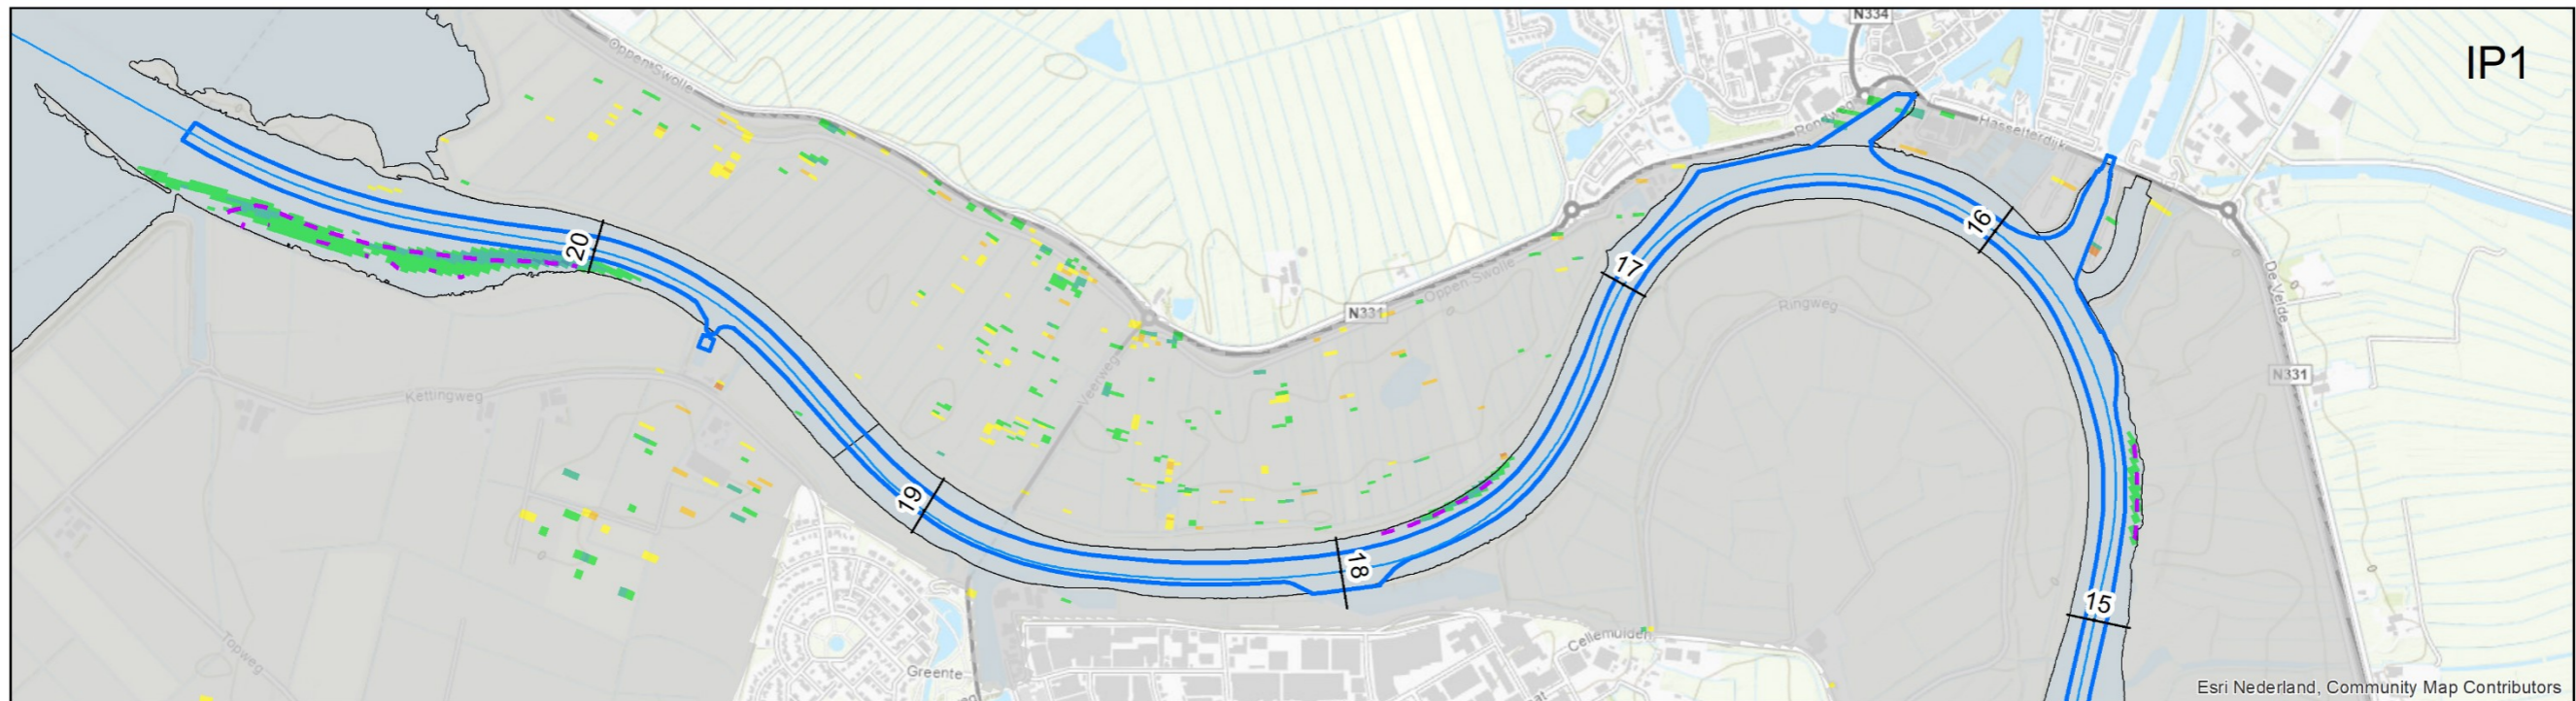 N334
Oppen Swolle
IP1
Hasselterdijk
20
16
17
De Velde
N331
Oppen Swolle
Ringweg
N331
Veerweg
Kettingweg
19
18
15
Cellemuiden
Topweg
Greente
Esri Nederland, Community Map Contributors